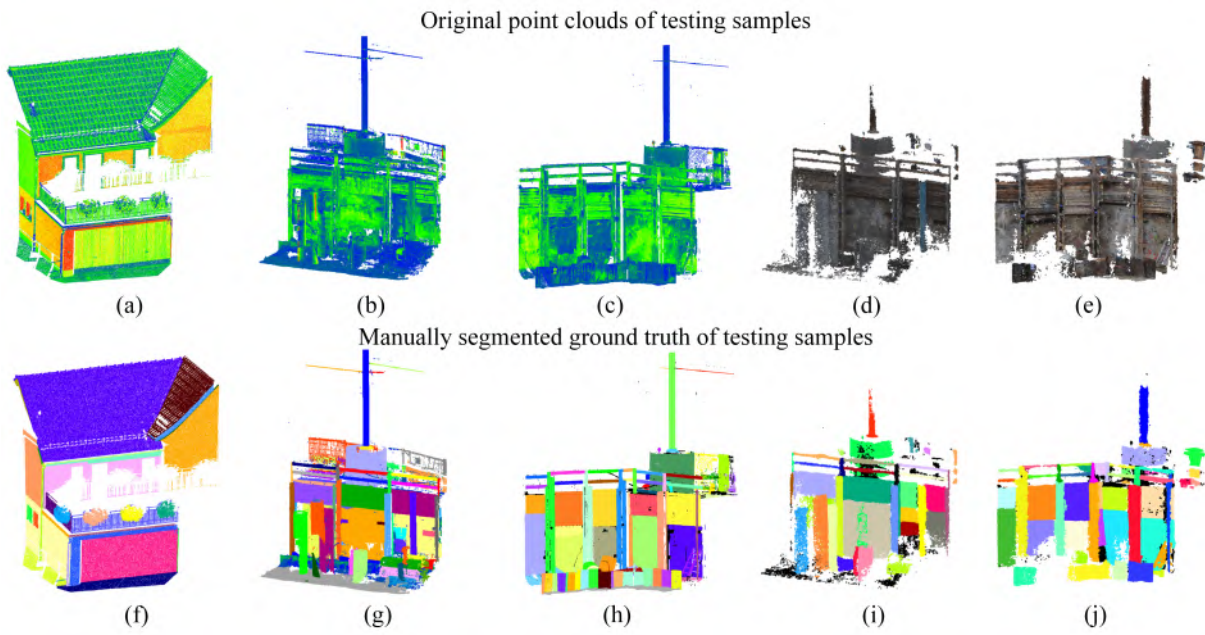 Original point clouds of testing samples
(a) (b) (c) (d) (e)
Manually segmented ground truth of testing samples
(f) (g) (h) (i) (j)